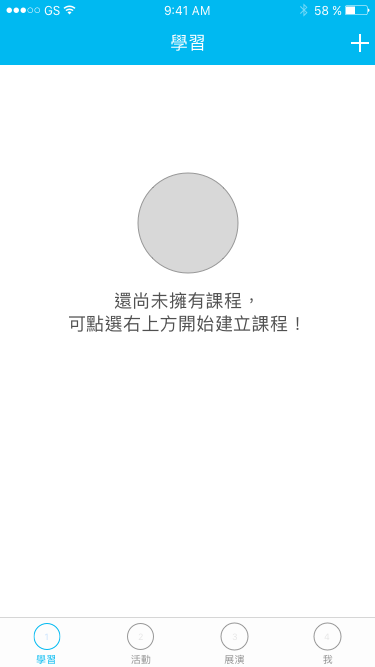 GS
9:41 AM
58 %
學習
+
還尚未擁有課程，
可點選右上方開始建立課程！
1
2
3
4
學習
活動
展演
我